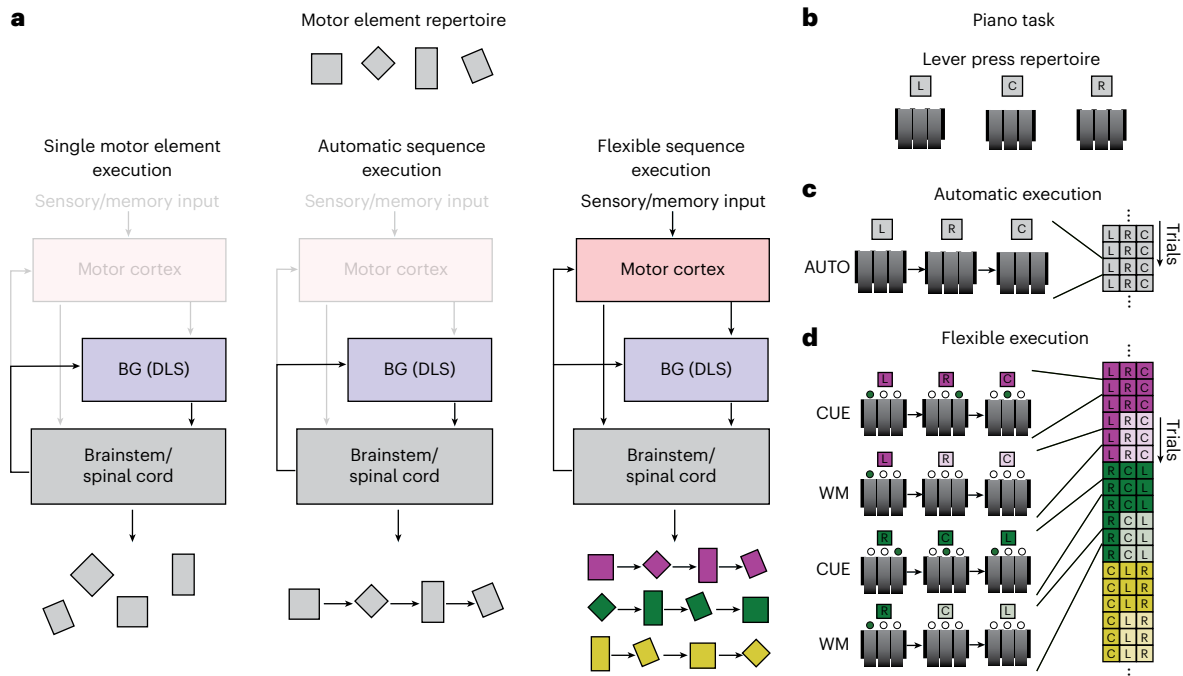 a
Motor element repertoire
Single motor element
execution
Sensory/memory input
Motor cortex
BG (DLS)
Brainstem/
spinal cord
Automatic sequence
execution
Sensory/memory input
Motor cortex
BG (DLS)
Brainstem/
spinal cord
Flexible sequence
execution
Sensory/memory input
Motor cortex
BG (DLS)
Brainstem/
spinal cord
b
Piano task
Lever press repertoire
L C R
c
Automatic execution
AUTO
L R C
L R C
L R C
L R C
L R C
Trials
d
Flexible execution
CUE
L R C
WM
L R C
CUE
R C L
WM
R C L
L R C
L R C
L R C
L R C
L R C
L R C
R C L
R C L
R C L
R C L
R C L
R C L
C L R
C L R
C L R
C L R
C L R
C L R
Trials